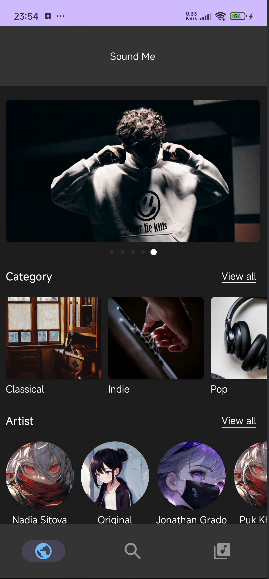 23:54
Sound Me
Category
View all
Classical
Indie
Pop
Artist
View all
Nadia Sitova
Original
Jonathan Grado